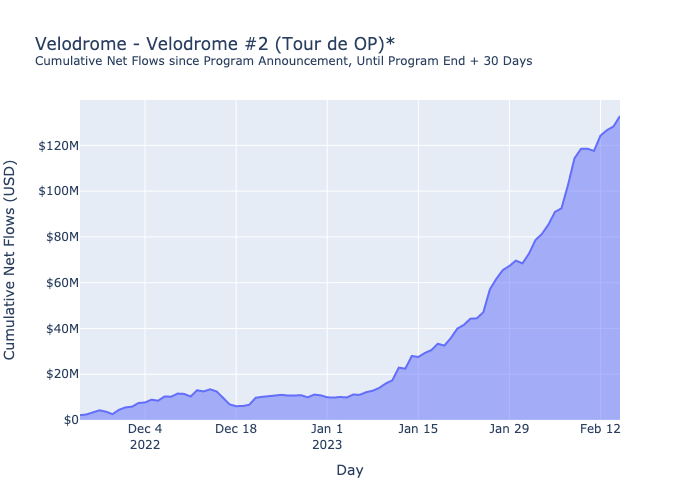 Velodrome - Velodrome #2 (Tour de OP)*
Cumulative Net Flows since Program Announcement, Until Program End + 30 Days
Cumulative Net Flows (USD)
$120M
$100M
$80M
$60M
$40M
$20M
$0
Dec 4 Dec 18 Jan 1 Jan 15 Jan 29 Feb 12
2022 2023
Day